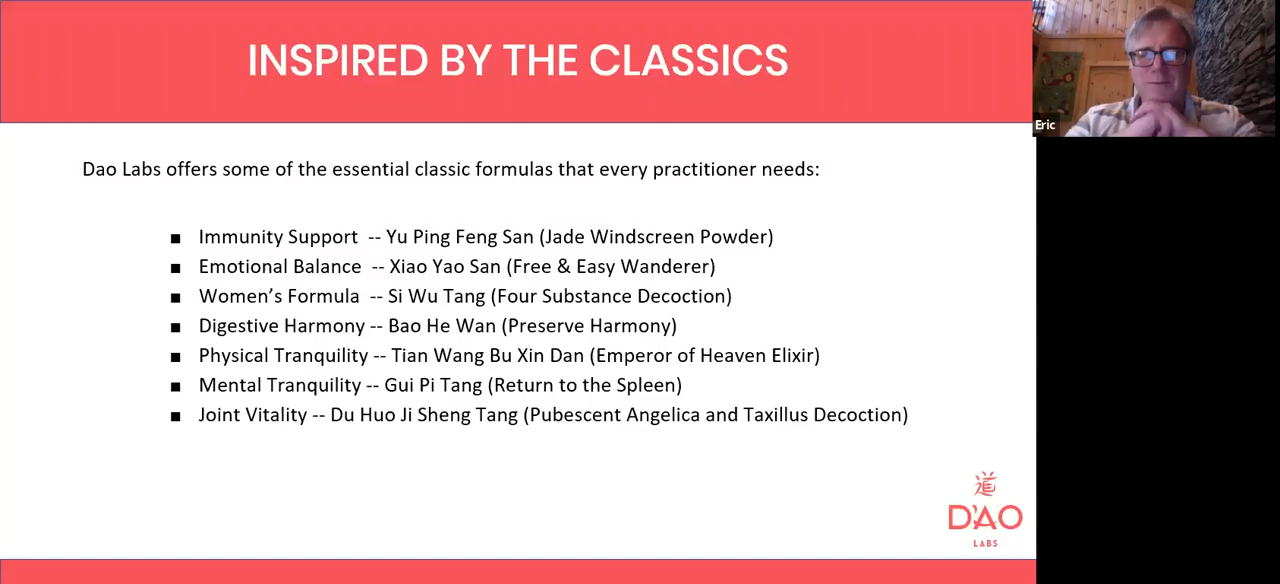 INSPIRED BY THE CLASSICS
Eric
Dao Labs offers some of the essential classic formulas that every practitioner needs:
■ Immunity Support -- Yu Ping Feng San (Jade Windscreen Powder)
■ Emotional Balance -- Xiao Yao San (Free & Easy Wanderer)
■ Women’s Formula -- Si Wu Tang (Four Substance Decoction)
■ Digestive Harmony -- Bao He Wan (Preserve Harmony)
■ Physical Tranquility -- Tian Wang Bu Xin Dan (Emperor of Heaven Elixir)
■ Mental Tranquility -- Gui Pi Tang (Return to the Spleen)
■ Joint Vitality -- Du Huo Ji Sheng Tang (Pubescent Angelica and Taxillus Decoction)
道
DAO
LABS